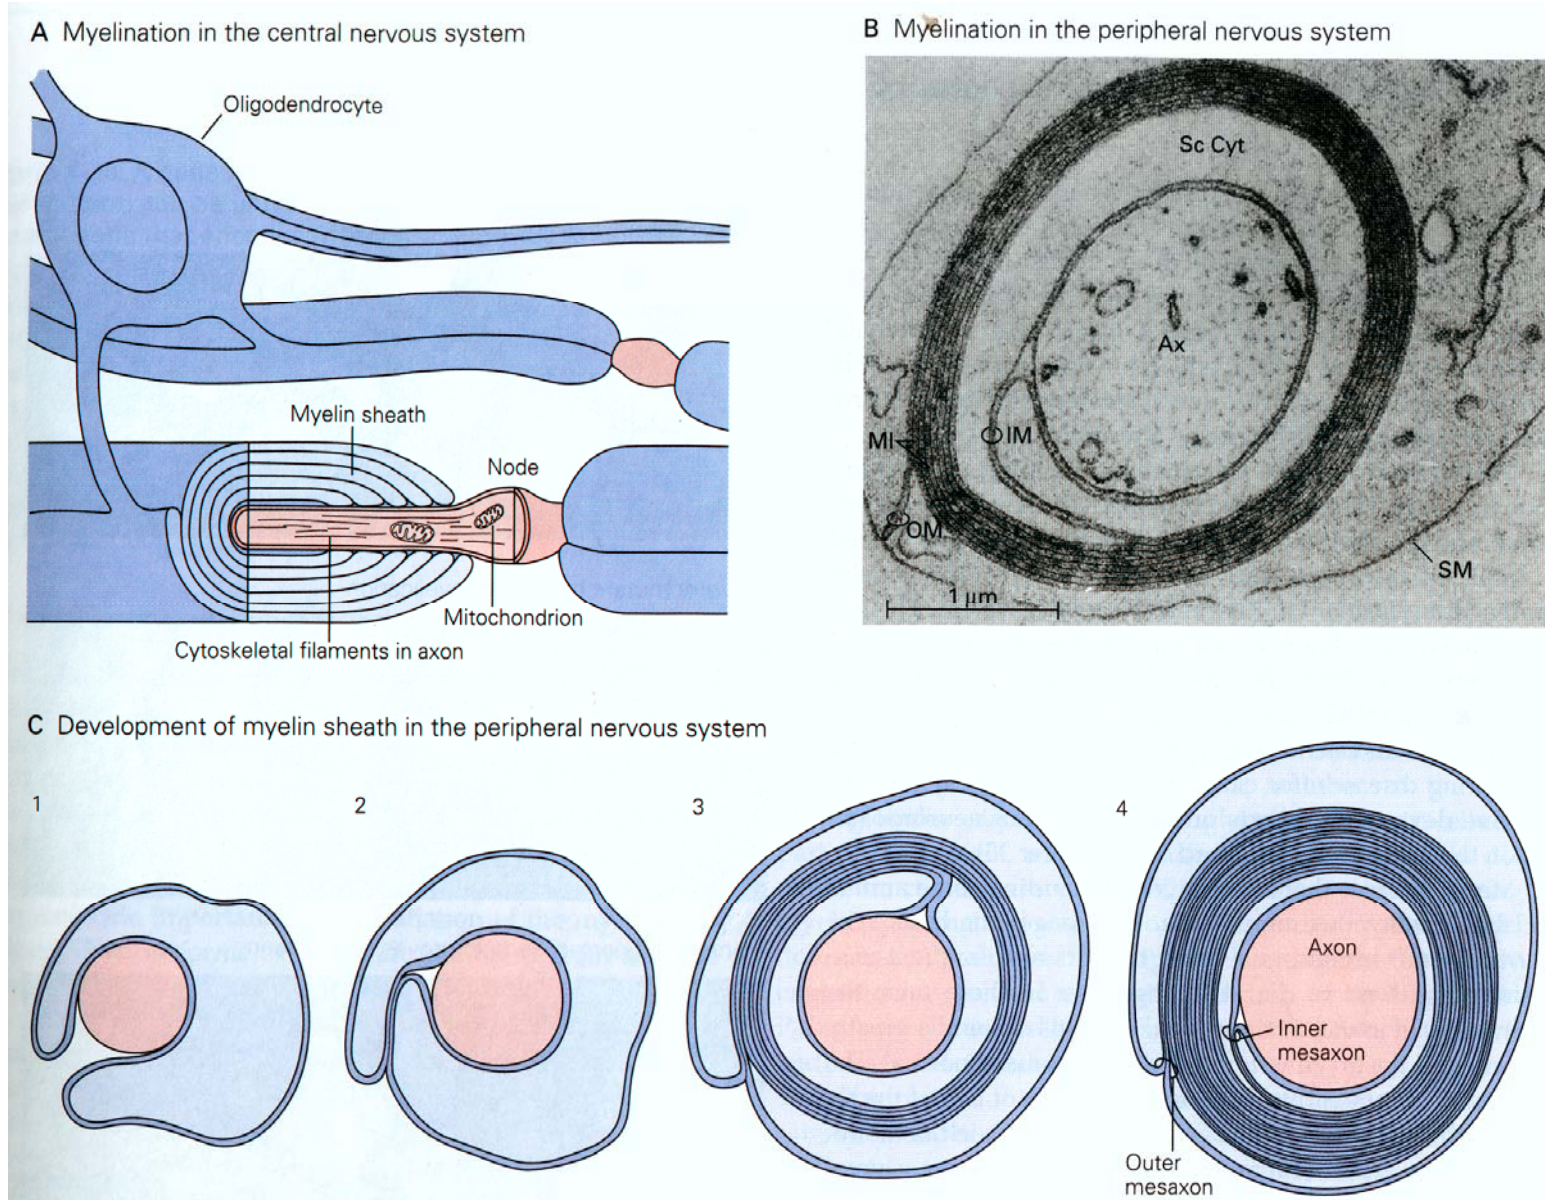 A Myelination in the central nervous system
Oligodendrocyte
Myelin sheath
Node
Mitochondrion
Cytoskeletal filaments in axon
B Myelination in the peripheral nervous system
Sc Cyt
Ax
IM
MI
OM
SM
1 µm
C Development of myelin sheath in the peripheral nervous system
1
2
3
4
Axon
Inner
mesaxon
Outer
mesaxon